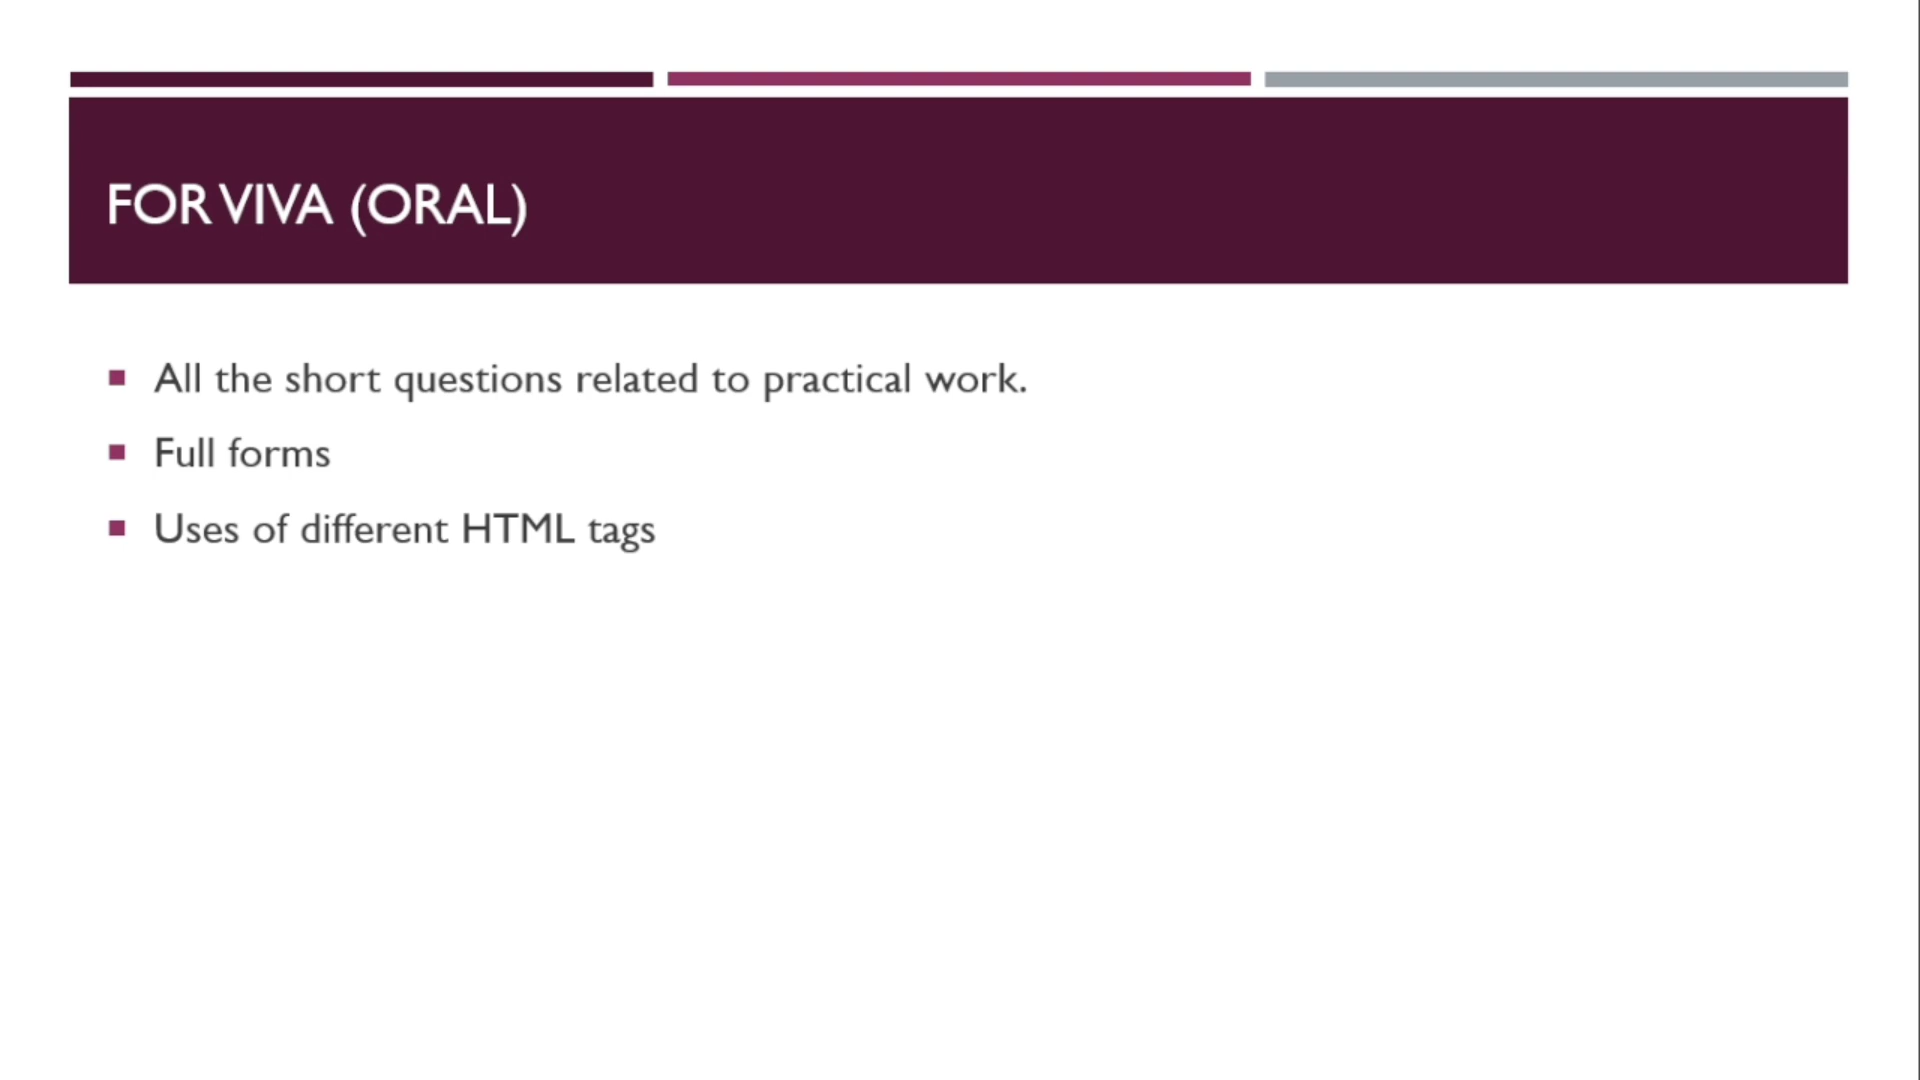 FOR VIVA (ORAL)
All the short questions related to practical work.
Full forms
Uses of different HTML tags